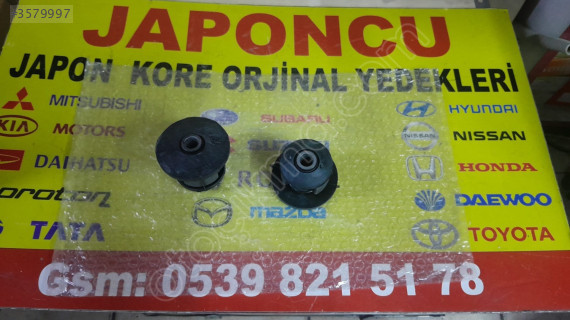 3579997
JAPONCU
JAPON KORE ORJİNAL YEDEKLERİ
MITSUBISHI
SUBARU
HYUNDAI
KIA MOTORS
SUZUKI
NISSAN
DAIHATSU
HONDA
proton
mazda
DAEWOO
TATA
TOYOTA
Gsm: 0539 821 51 78